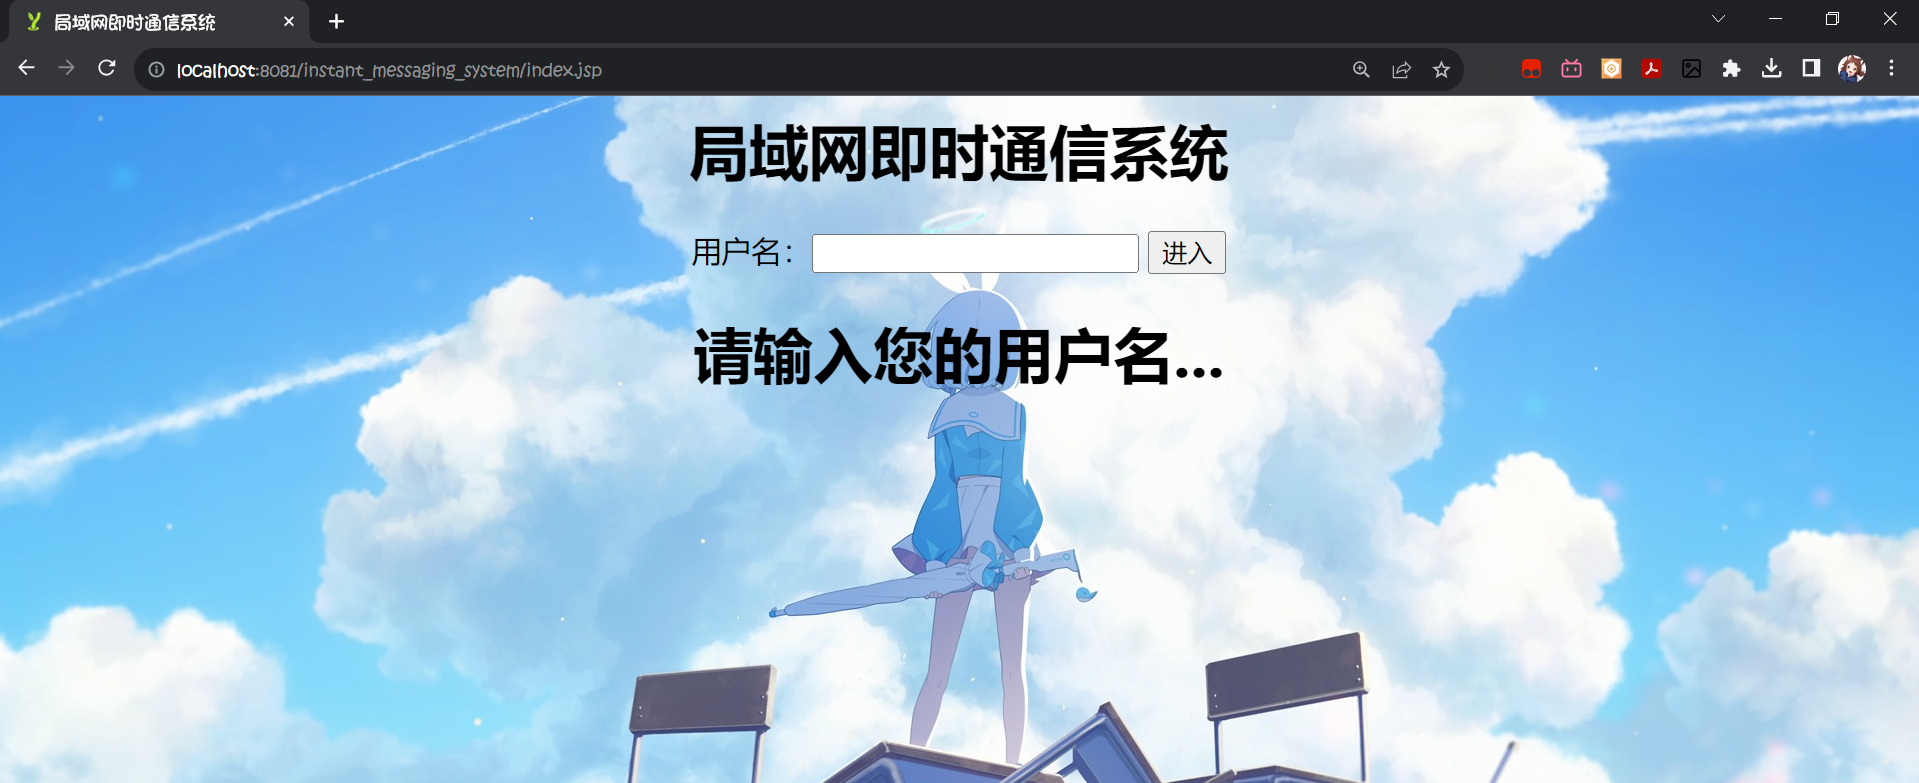 局域网即时通信系统
localhost:8081/instant_messaging_system/index.jsp
局域网即时通信系统
用户名： 进入
请输入您的用户名...